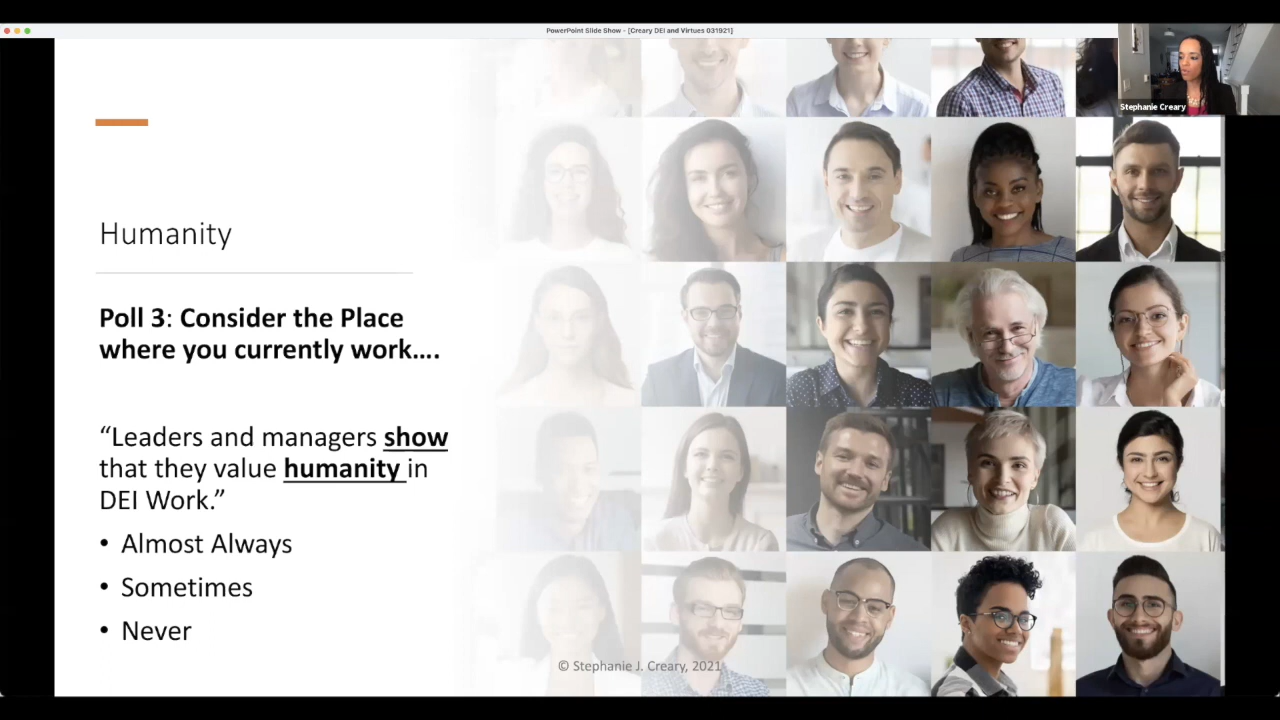 PowerPoint Slide Show - [Creary DEI and Virtues 031921]
Stephanie Creary
Humanity
Poll 3: Consider the Place
where you currently work....
“Leaders and managers show
that they value humanity in
DEI Work.”
• Almost Always
• Sometimes
• Never
© Stephanie J. Creary, 2021